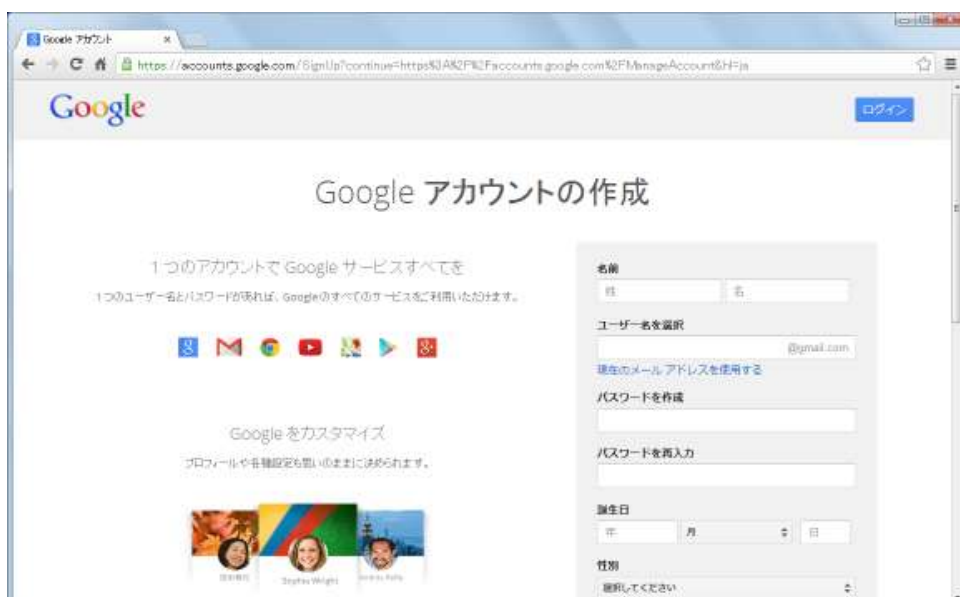 Google アカウント
https://accounts.google.com/SignUp?continue=https%3A%2F%2Faccounts.google.com%2FManageAccount&hl=ja
Google
ログイン
Google アカウントの作成
1 つのアカウントで Google サービスすべてを
1つのユーザー名とパスワードがあれば、Googleのすべてのサービスをご利用いただけます。
Google をカスタマイズ
プロフィールや各種設定も思いのままに決められます。
Sophia Wright
名前
姓 名
ユーザー名を選択
@gmail.com
現在のメール アドレスを使用する
パスワードを作成
パスワードを再入力
誕生日
年 月 日
性別
選択してください